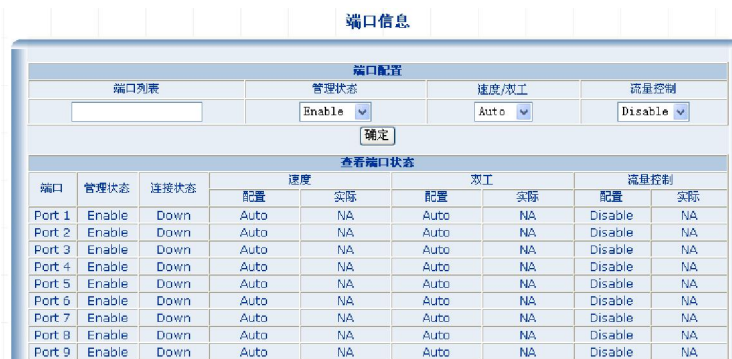 端口信息
端口配置
端口列表 管理状态 速度/双工 流量控制
Enable Auto Disable
确定
查看端口状态
端口 管理状态 连接状态 速度 双工 流量控制
配置 实际 配置 实际 配置 实际
Port 1 Enable Down Auto NA Auto NA Disable NA
Port 2 Enable Down Auto NA Auto NA Disable NA
Port 3 Enable Down Auto NA Auto NA Disable NA
Port 4 Enable Down Auto NA Auto NA Disable NA
Port 5 Enable Down Auto NA Auto NA Disable NA
Port 6 Enable Down Auto NA Auto NA Disable NA
Port 7 Enable Down Auto NA Auto NA Disable NA
Port 8 Enable Down Auto NA Auto NA Disable NA
Port 9 Enable Down Auto NA Auto NA Disable NA